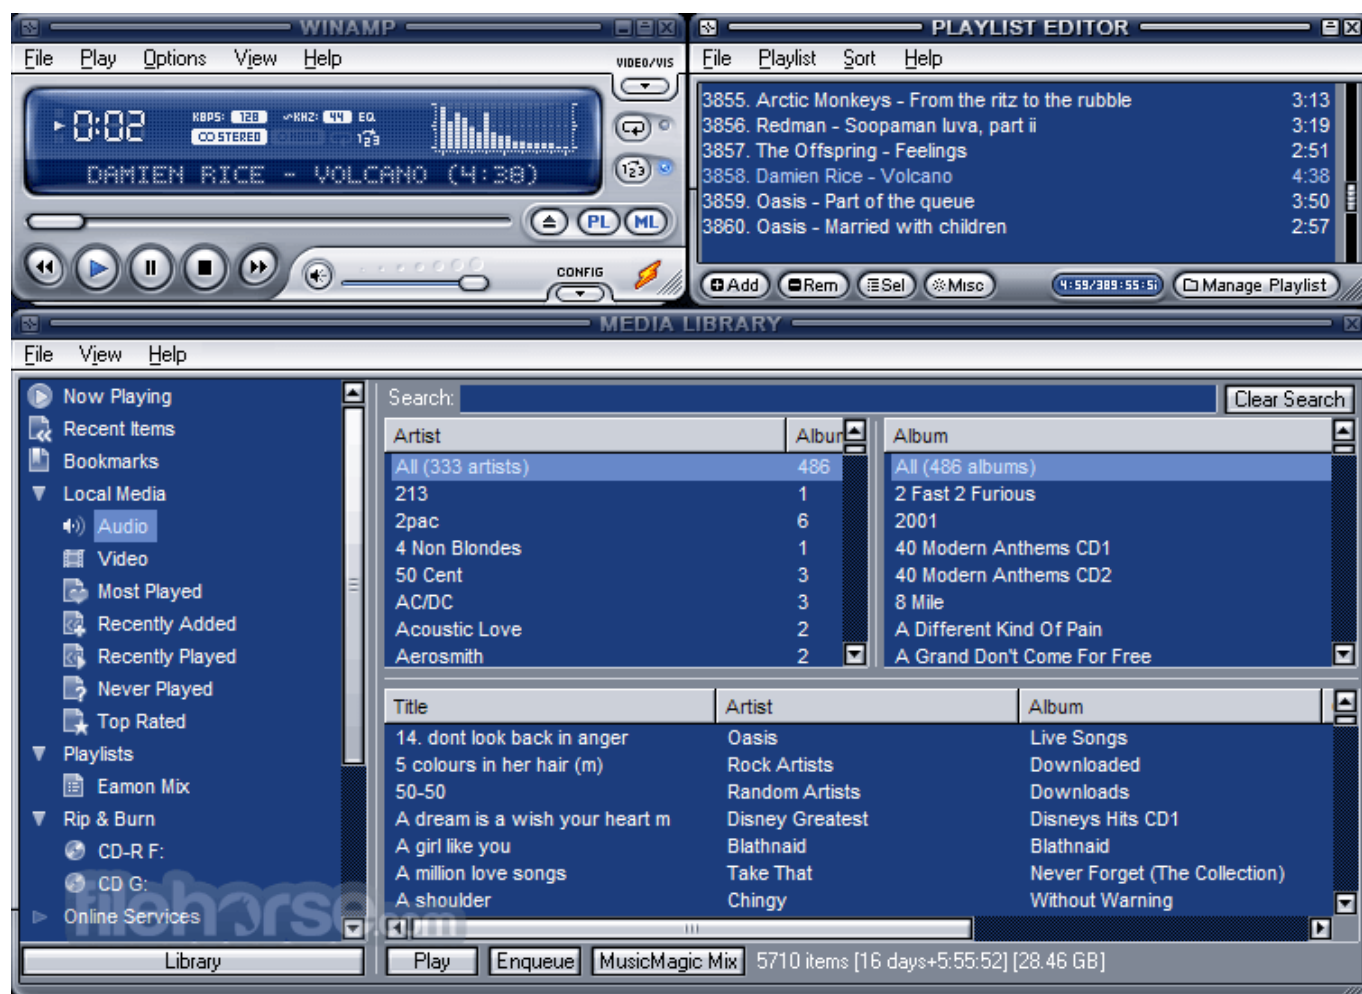 WINAMP
File Play Options View Help
VIDEO/VIS
0:02
KBPS: 128 KHZ: 44 EQ
STEREO
123
DAMIEN RICE - VOLCANO (4:38)
123
PL ML
CONFIG
PLAYLIST EDITOR
File Playlist Sort Help
3855. Arctic Monkeys - From the ritz to the rubble 3:13
3856. Redman - Soopaman luva, part ii 3:19
3857. The Offspring - Feelings 2:51
3858. Damien Rice - Volcano 4:38
3859. Oasis - Part of the queue 3:50
3860. Oasis - Married with children 2:57
Add Rem Sel Misc 4:59/389:55:5 Manage Playlist
MEDIA LIBRARY
File View Help
Now Playing
Recent Items
Bookmarks
Local Media
Audio
Video
Most Played
Recently Added
Recently Played
Never Played
Top Rated
Playlists
Eamon Mix
Rip & Burn
CD-R F:
CD G:
Online Services
Library
Search: Clear Search
Artist Album
All (333 artists) 486
213 1
2pac 6
4 Non Blondes 1
50 Cent 3
AC/DC 3
Acoustic Love 2
Aerosmith 2
Album
All (486 albums)
2 Fast 2 Furious
2001
40 Modern Anthems CD1
40 Modern Anthems CD2
8 Mile
A Different Kind Of Pain
A Grand Don't Come For Free
Title Artist Album
14. dont look back in anger Oasis Live Songs
5 colours in her hair (m) Rock Artists Downloaded
50-50 Random Artists Downloads
A dream is a wish your heart m Disney Greatest Disneys Hits CD1
A girl like you Blathnaid Blathnaid
A million love songs Take That Never Forget (The Collection)
A shoulder Chingy Without Warning
filehorse.com
Play Enqueue MusicMagic Mix 5710 items [16 days+5:55:52] [28.46 GB]